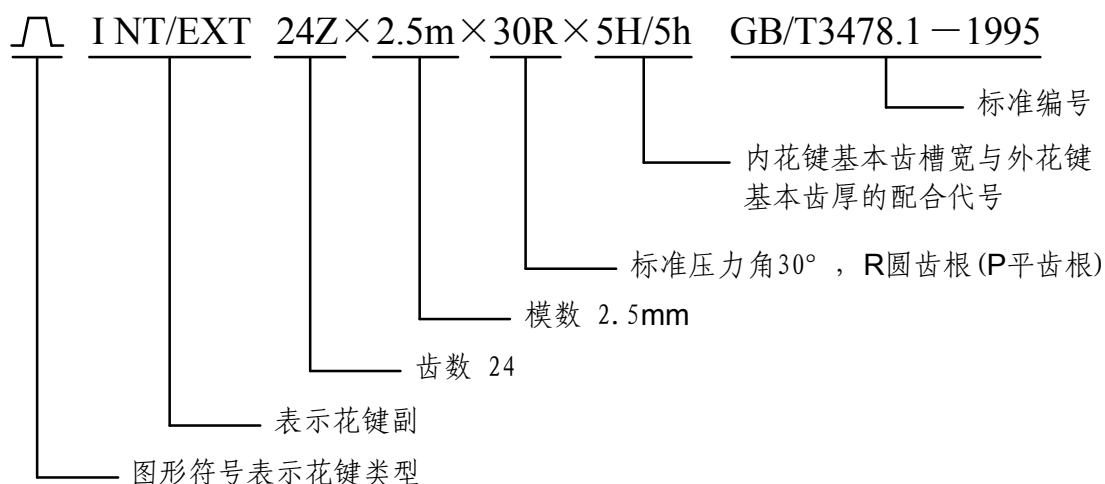 INT/EXT 24Z×2.5m×30R×5H/5h GB/T3478.1－1995
标准编号
内花键基本齿槽宽与外花键
基本齿厚的配合代号
标准压力角30°，R圆齿根(P平齿根)
模数 2.5mm
齿数 24
表示花键副
图形符号表示花键类型